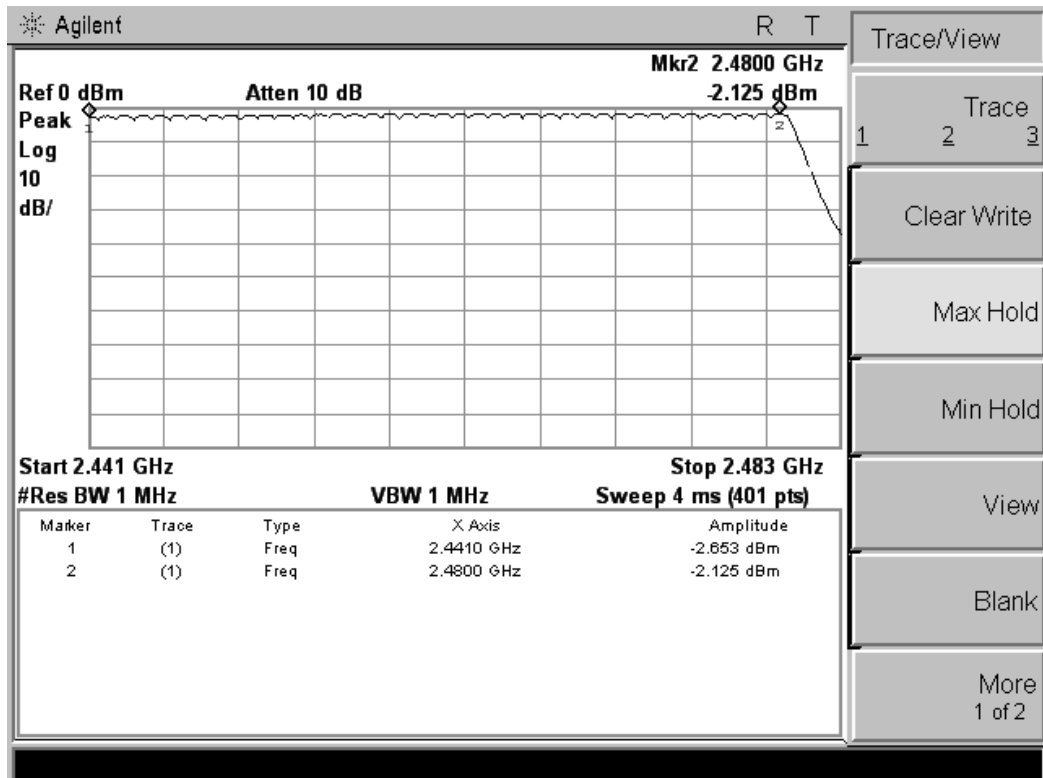 Agilent R T
Mkr2 2.4800 GHz
Ref 0 dBm Atten 10 dB -2.125 dBm
Peak
Log
10
dB/
1
2
Start 2.441 GHz Stop 2.483 GHz
#Res BW 1 MHz VBW 1 MHz Sweep 4 ms (401 pts)
Marker Trace Type X Axis Amplitude
1 (1) Freq 2.4410 GHz -2.653 dBm
2 (1) Freq 2.4800 GHz -2.125 dBm
Trace/View
Trace
1 2 3
Clear Write
Max Hold
Min Hold
View
Blank
More
1 of 2